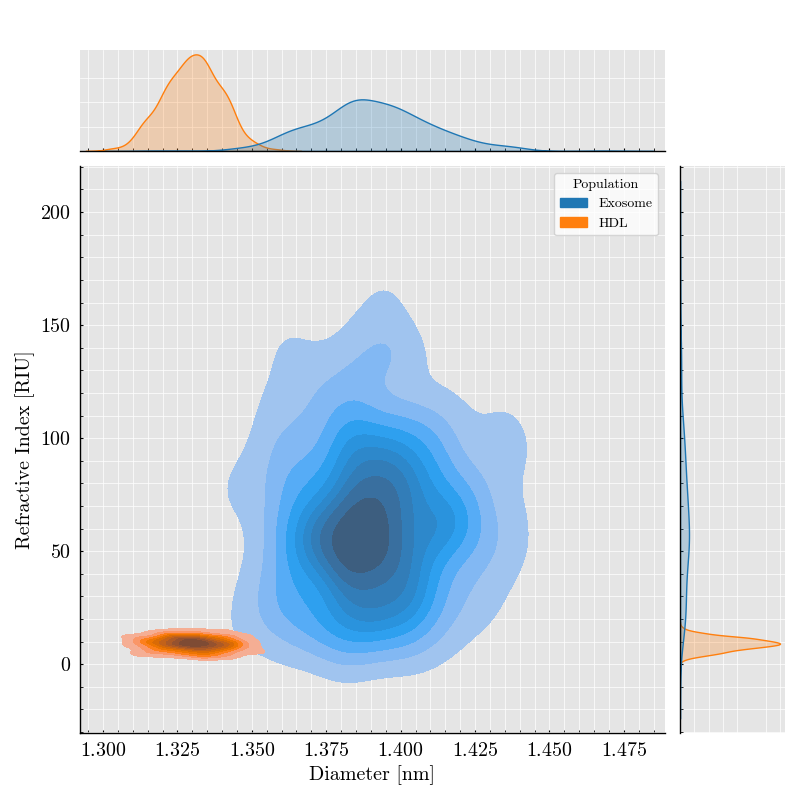 Population
Exosome
HDL
200
150
100
50
0
Refractive Index [RIU]
1.300 1.325 1.350 1.375 1.400 1.425 1.450 1.475
Diameter [nm]